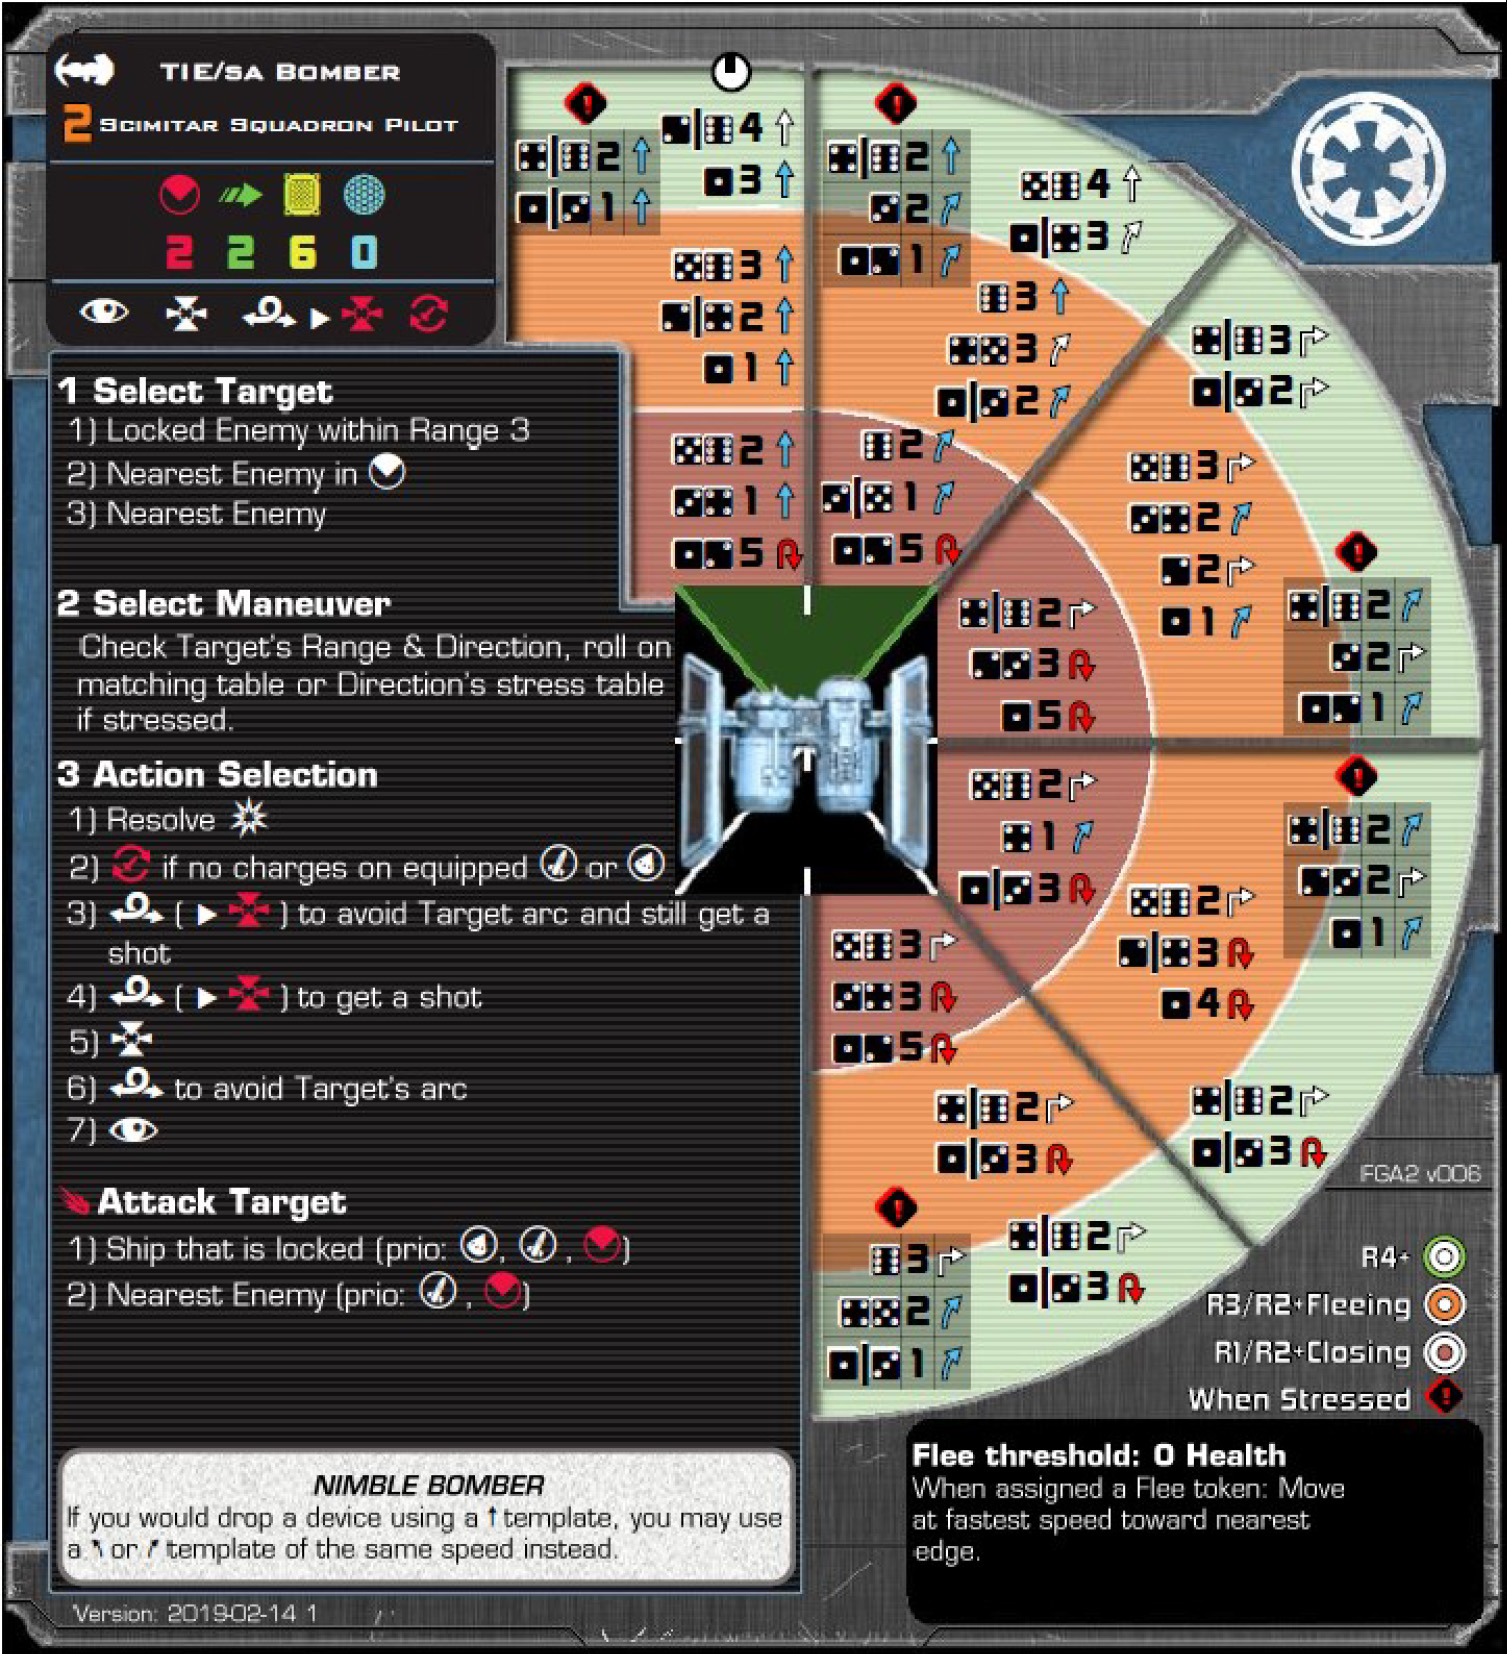 TIE/SA BOMBER
2 SCIMITAR SQUADRON PILOT
2 2 6 0
1 Select Target
1) Locked Enemy within Range 3
2) Nearest Enemy in
3) Nearest Enemy
2 Select Maneuver
Check Target's Range & Direction, roll on
matching table or Direction's stress table
if stressed.
3 Action Selection
1) Resolve
2) if no charges on equipped or
3) ( ) to avoid Target arc and still get a
shot
4) ( ) to get a shot
5)
6) to avoid Target's arc
7)
Attack Target
1) Ship that is locked (prio: , , )
2) Nearest Enemy (prio: , )
NIMBLE BOMBER
If you would drop a device using a template, you may use
a or template of the same speed instead.
Version: 2019-02-14 1
!
2
1
4
3
3
2
1
2
1
5
!
2
2
1
4
3
3
3
2
2
1
5
3
2
3
2
2
1
!
2
2
1
2
3
5
2
1
3
!
2
2
1
2
3
4
2
3
3
3
5
2
3
2
3
!
3
2
1
FGA2 v006
R4+
R3/R2+Fleeing
R1/R2+Closing
When Stressed !
Flee threshold: 0 Health
When assigned a Flee token: Move
at fastest speed toward nearest
edge.